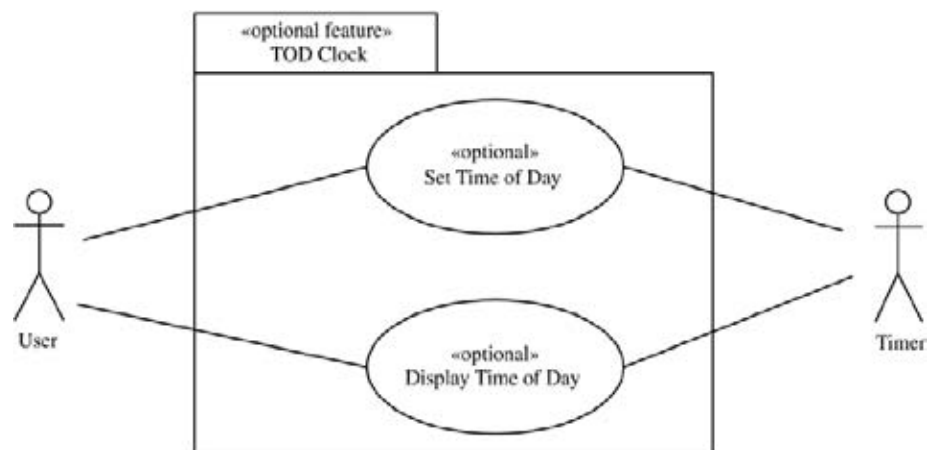 «optional feature»
TOD Clock
«optional»
Set Time of Day
User
Timer
«optional»
Display Time of Day